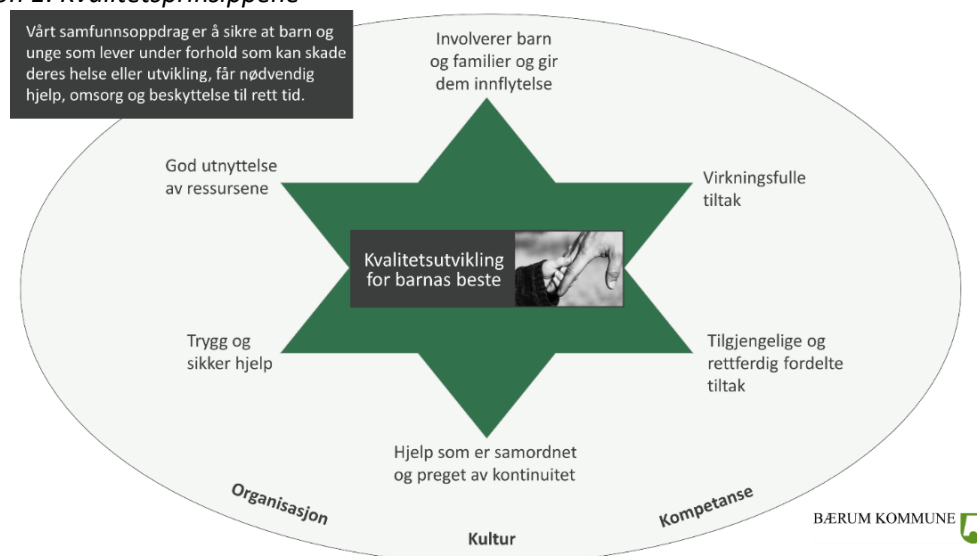 Kvalitetsprinsippene
Vårt samfunnsoppdrag er å sikre at barn og
unge som lever under forhold som kan skade
deres helse eller utvikling, får nødvendig
hjelp, omsorg og beskyttelse til rett tid.
Involverer barn
og familier og gir
dem innflytelse
God utnyttelse
av ressursene
Virkningsfulle
tiltak
Kvalitetsutvikling
for barnas beste
Trygg og
sikker hjelp
Tilgjengelige og
rettferdig fordelte
tiltak
Hjelp som er samordnet
og preget av kontinuitet
Organisasjon
Kultur
Kompetanse
BÆRUM KOMMUNE